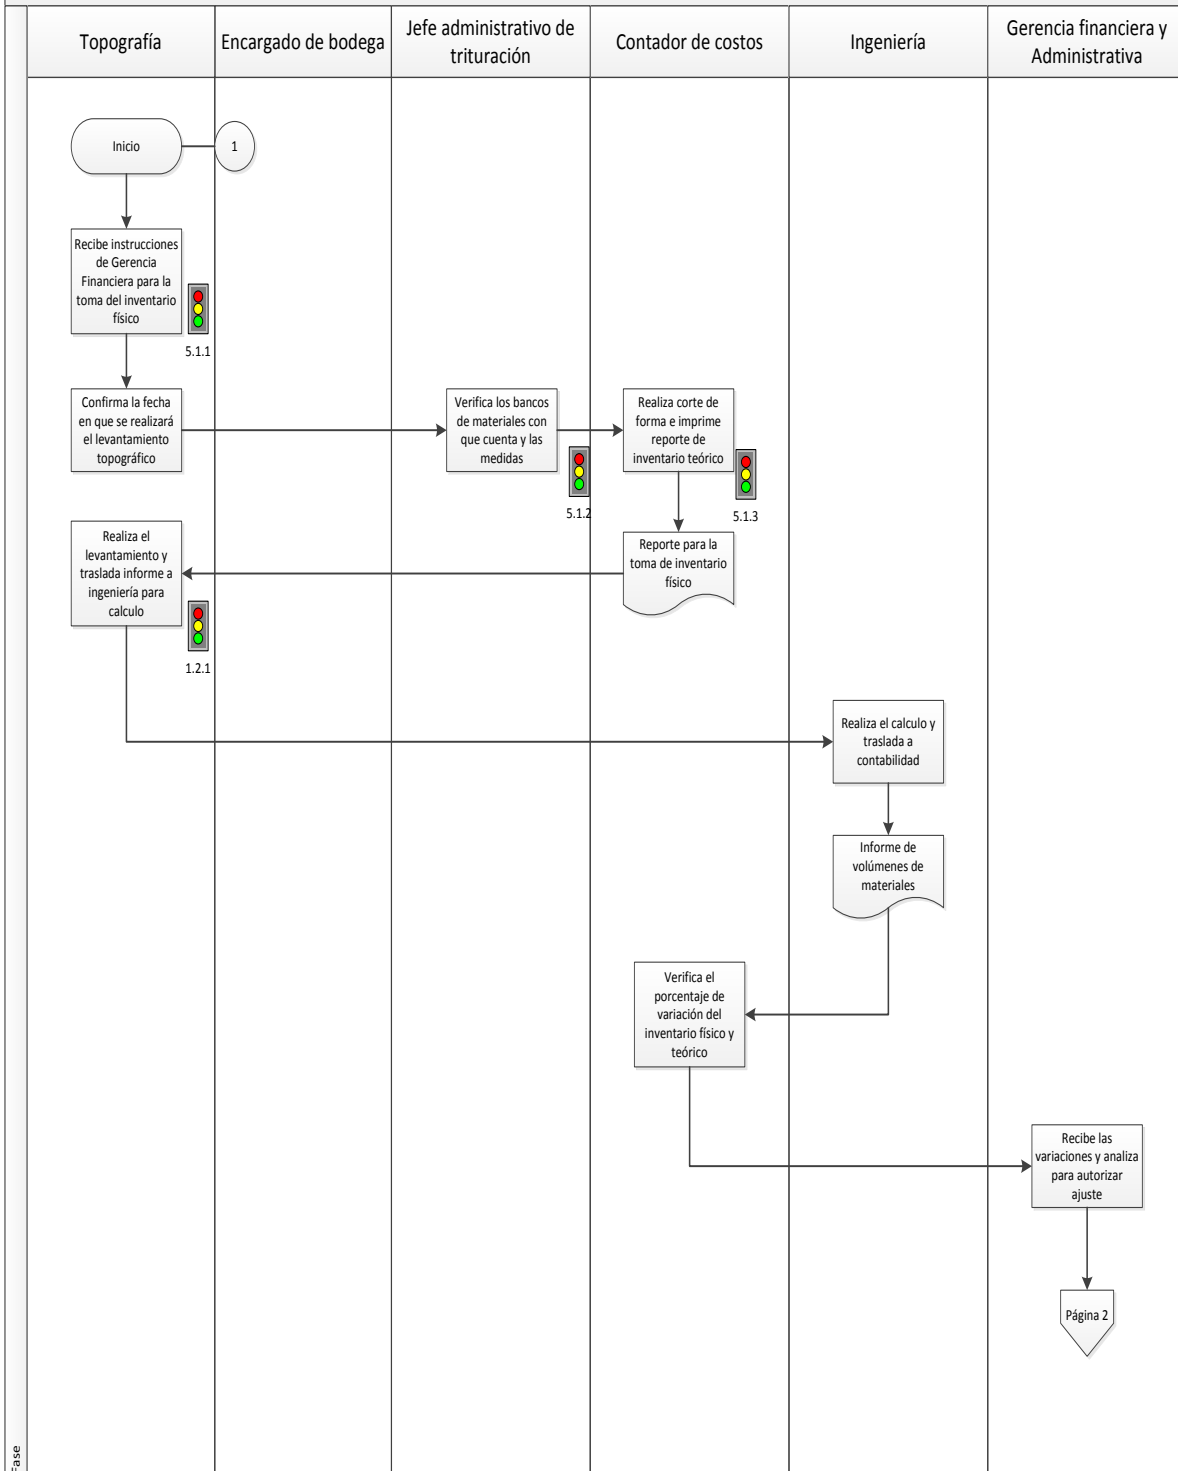 Topografía
Encargado de bodega
Jefe administrativo de
trituración
Contador de costos
Ingeniería
Gerencia financiera y
Administrativa
Inicio
1
Recibe instrucciones
de Gerencia
Financiera para la
toma del inventario
físico
5.1.1
Confirma la fecha
en que se realizará
el levantamiento
topográfico
Verifica los bancos
de materiales con
que cuenta y las
medidas
5.1.2
Realiza corte de
forma e imprime
reporte de
inventario teórico
5.1.3
Reporte para la
toma de inventario
físico
Realiza el
levantamiento y
traslada informe a
ingeniería para
calculo
1.2.1
Realiza el calculo y
traslada a
contabilidad
Informe de
volúmenes de
materiales
Verifica el
porcentaje de
variación del
inventario físico y
teórico
Recibe las
variaciones y analiza
para autorizar
ajuste
Página 2
Fase